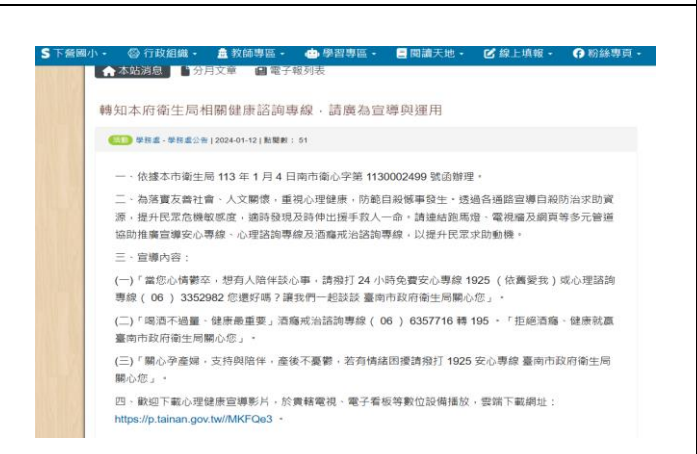 S 下營國小 行政組織 教師專區 學習專區 閱讀天地 線上填報 粉絲專頁
本站消息 分月文章 電子報列表
轉知本府衛生局相關健康諮詢專線，請廣為宣導與運用
活動 學務處 - 學務處公告 | 2024-01-12 | 點閱數： 51
一、依據本市衛生局 113 年 1 月 4 日南市衛心字第 1130002499 號函辦理。
二、為落實友善社會、人文關懷，重視心理健康，防範自殺憾事發生。透過各通路宣導自殺防治求助資
源，提升民眾危機敏感度，適時發現及時伸出援手救人一命。請連結跑馬燈、電視牆及網頁等多元管道
協助推廣宣導安心專線、心理諮詢專線及酒癮戒治諮詢專線，以提升民眾求助動機。
三、宣導內容：
(一)「當您心情鬱卒，想有人陪伴談心事，請撥打 24 小時免費安心專線 1925 （依舊愛我）或心理諮詢
專線（ 06 ） 3352982 您還好嗎？讓我們一起談談 臺南市政府衛生局關心您」。
(二)「喝酒不過量、健康最重要」酒癮戒治諮詢專線（ 06 ） 6357716 轉 195 。「拒絕酒癮、健康就贏
臺南市政府衛生局關心您」。
(三)「關心孕產婦，支持與陪伴，產後不憂鬱，若有情緒困擾請撥打 1925 安心專線 臺南市政府衛生局
關心您」。
四、歡迎下載心理健康宣導影片，於貴轄電視、電子看板等數位設備播放，雲端下載網址：
https://p.tainan.gov.tw//MKFQe3 。